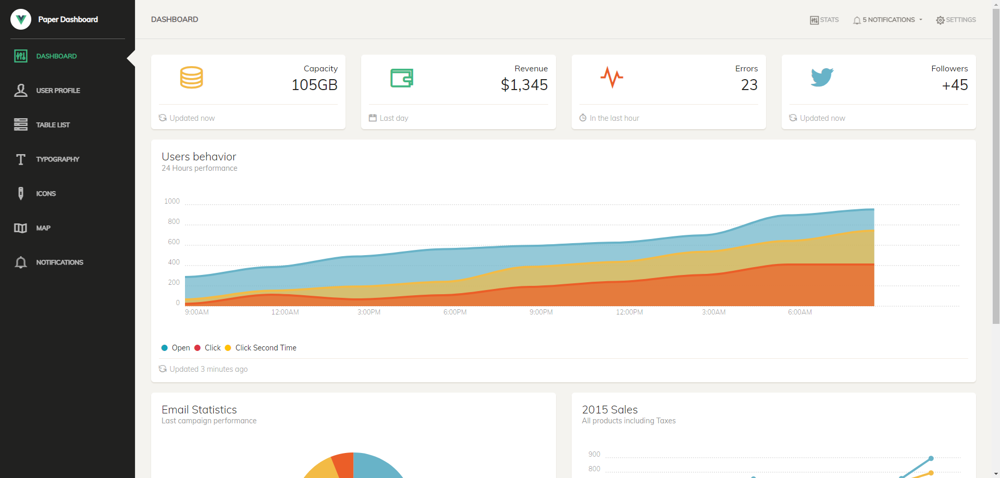 Paper Dashboard
DASHBOARD
USER PROFILE
TABLE LIST
TYPOGRAPHY
ICONS
MAP
NOTIFICATIONS
DASHBOARD
STATS
5 NOTIFICATIONS
SETTINGS
Capacity
105GB
Updated now
Revenue
$1,345
Last day
Errors
23
In the last hour
Followers
+45
Updated now
Users behavior
24 Hours performance
1000
800
600
400
200
0
9:00AM 12:00AM 3:00PM 6:00PM 9:00PM 12:00PM 3:00AM 6:00AM
Open Click Click Second Time
Updated 3 minutes ago
Email Statistics
Last campaign performance
2015 Sales
All products including Taxes
900
800